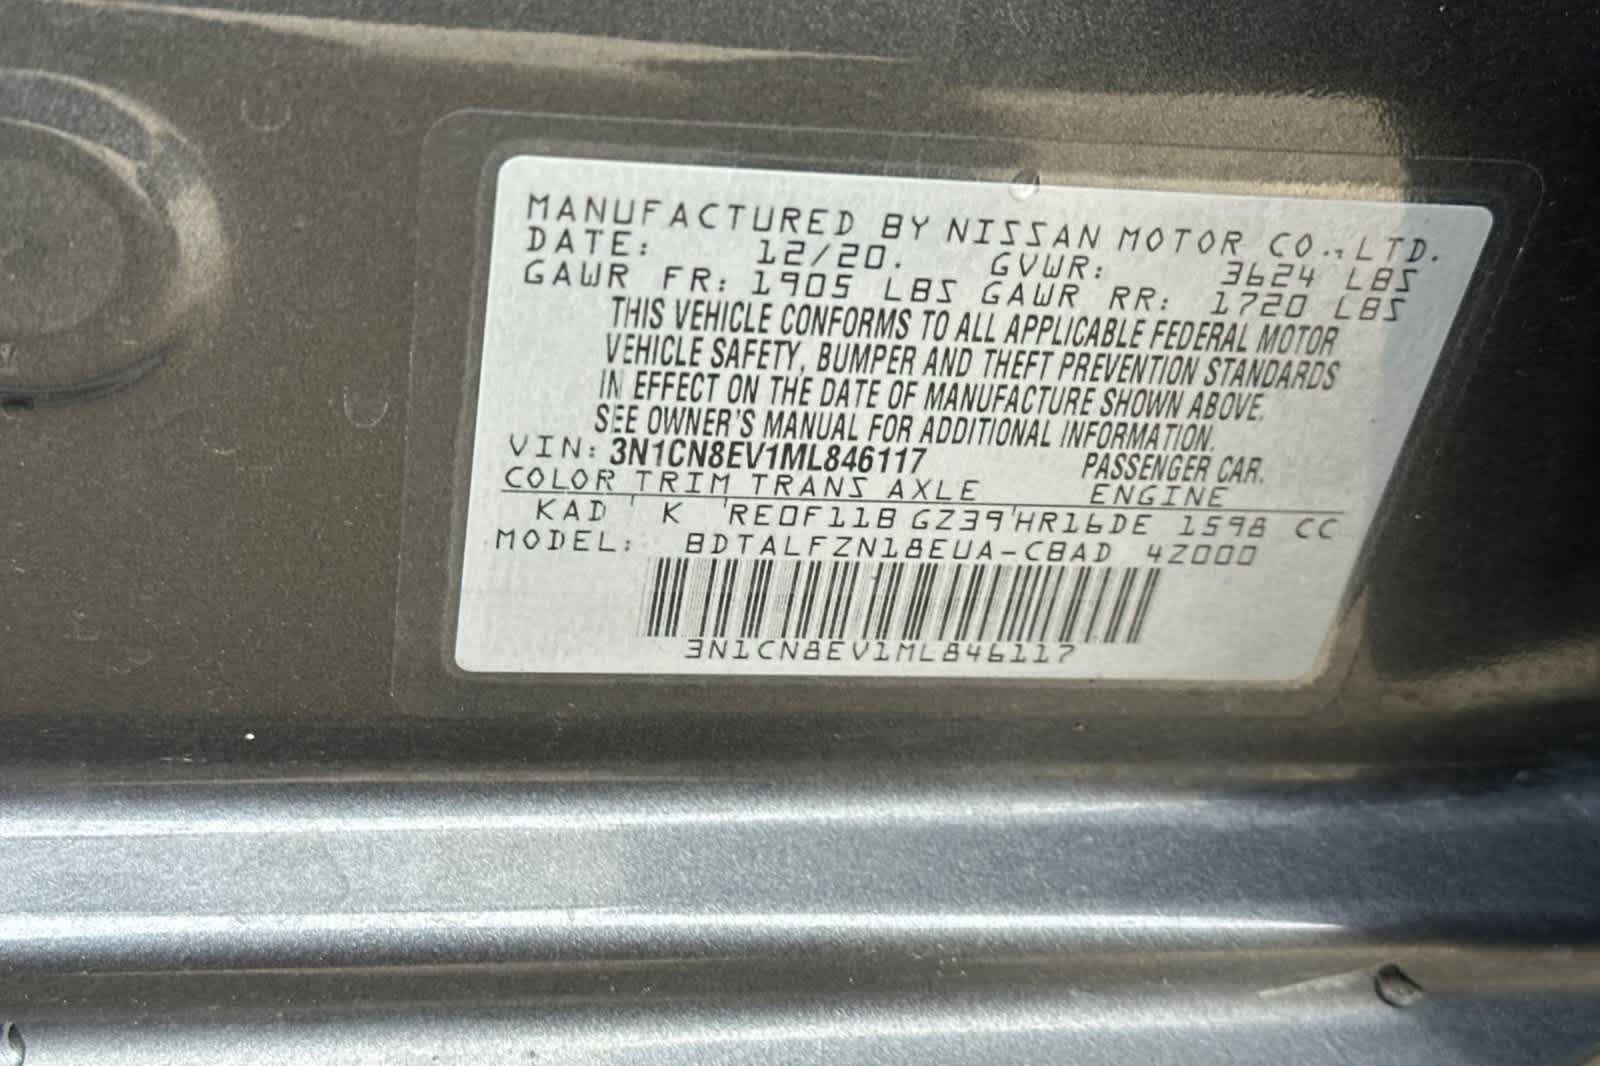 MANUFACTURED BY NISSAN MOTOR CO., LTD.
DATE: 12/20. GVWR: 3624 LBS
GAWR FR: 1905 LBS GAWR RR: 1720 LBS
THIS VEHICLE CONFORMS TO ALL APPLICABLE FEDERAL MOTOR
VEHICLE SAFETY, BUMPER AND THEFT PREVENTION STANDARDS
IN EFFECT ON THE DATE OF MANUFACTURE SHOWN ABOVE.
SEE OWNER'S MANUAL FOR ADDITIONAL INFORMATION.
VIN: 3N1CN8EV1ML846117 PASSENGER CAR.
COLOR TRIM TRANS AXLE ENGINE
KAD K RE0F11B GZ39 HR16DE 1598 CC
MODEL: BDTALFZN18EUA-CBAD 4Z000
3N1CN8EV1ML846117